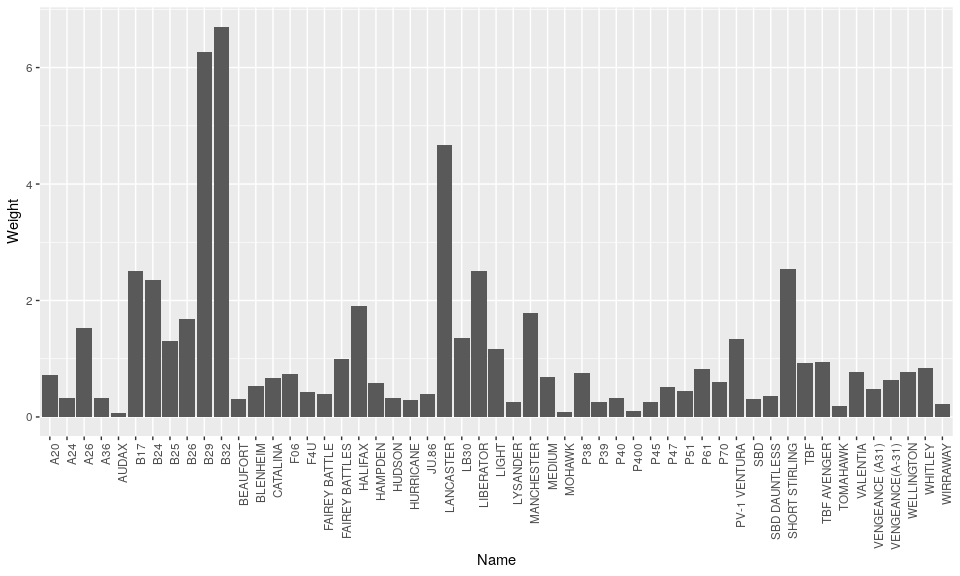 Weight
6
4
2
0
A20
A24
A26
A36
AUDAX
B17
B24
B25
B26
B29
B32
BEAUFORT
BLENHEIM
CATALINA
F06
F4U
FAIREY BATTLE
FAIREY BATTLES
HALIFAX
HAMPDEN
HUDSON
HURRICANE
JU.86
LANCASTER
LB30
LIBERATOR
LIGHT
LYSANDER
MANCHESTER
MEDIUM
MOHAWK
P38
P39
P40
P400
P45
P47
P51
P61
P70
PV-1 VENTURA
SBD
SBD DAUNTLESS
SHORT STIRLING
TBF
TBF AVENGER
TOMAHAWK
VALENTIA
VENGEANCE (A31)
VENGEANCE(A-31)
WELLINGTON
WHITLEY
WIRRAWAY
Name